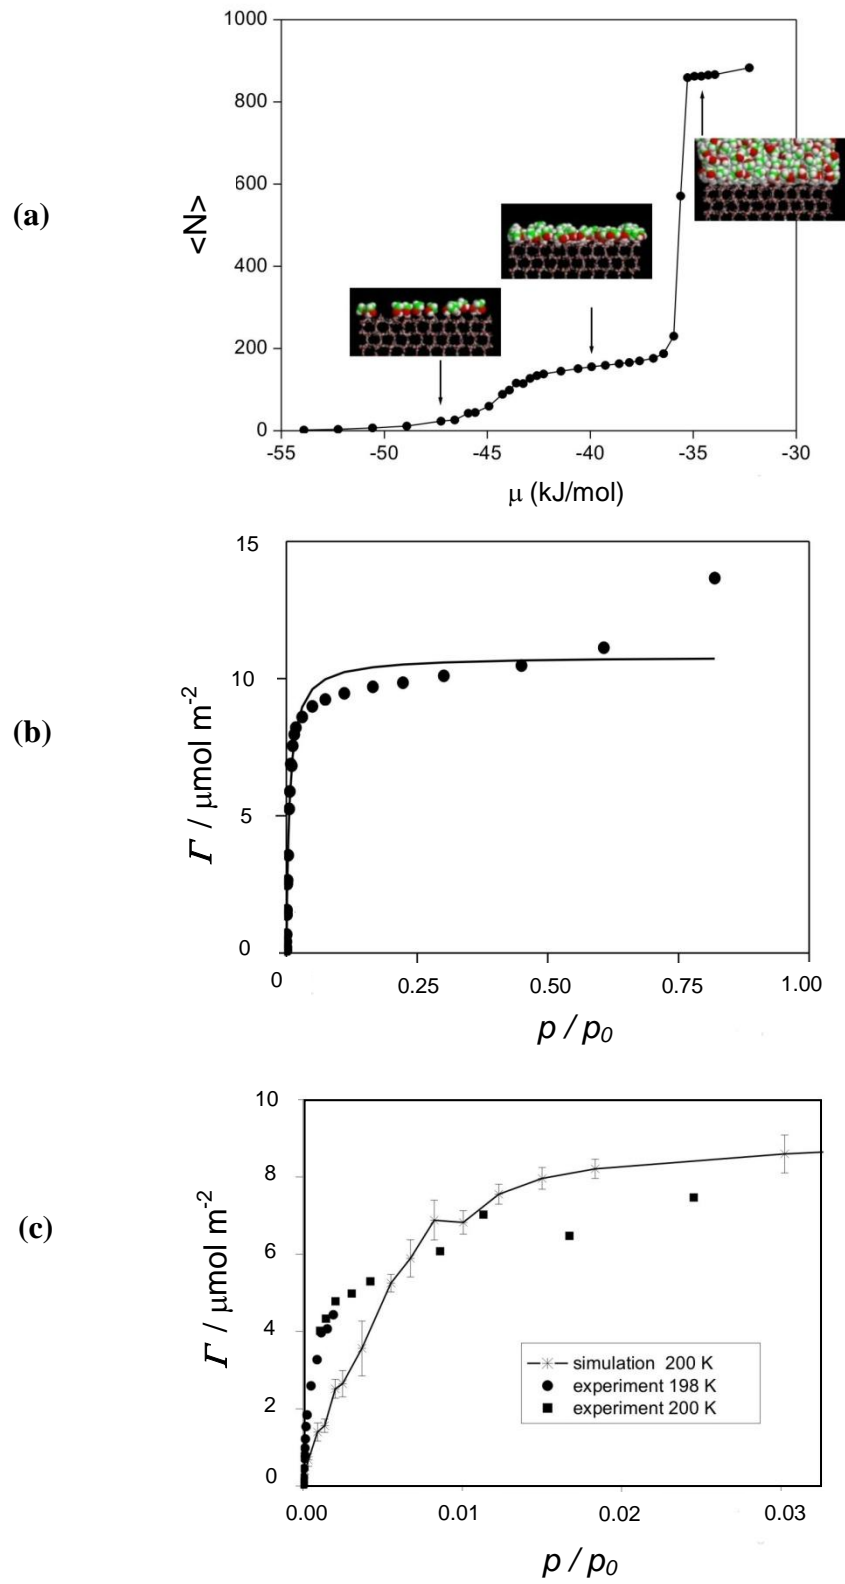 (a)
1000
800
600
400
200
0
<N>
-55 -50 -45 -40 -35 -30
μ (kJ/mol)
(b)
15
10
5
0
Γ / μmol m-2
0 0.25 0.50 0.75 1.00
p / p0
(c)
10
8
6
4
2
0
Γ / μmol m-2
simulation 200 K
experiment 198 K
experiment 200 K
0.00 0.01 0.02 0.03
p / p0